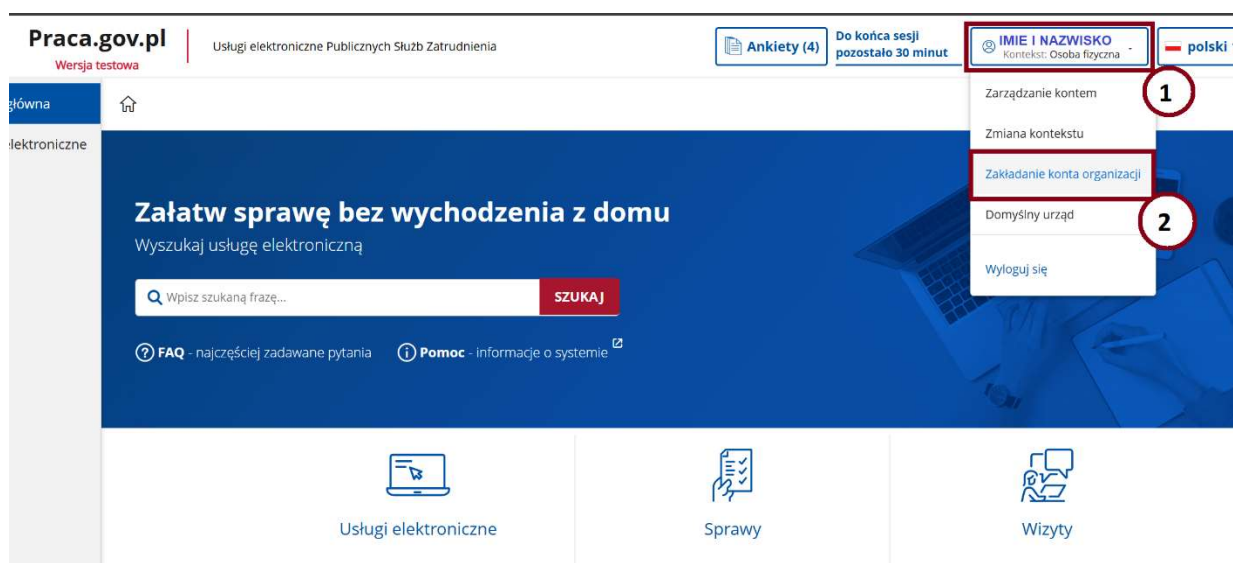 Praca.gov.pl
Wersja testowa
Usługi elektroniczne Publicznych Służb Zatrudnienia
Ankiety (4)
Do końca sesji
pozostało 30 minut
IMIE I NAZWISKO
Kontekst: Osoba fizyczna
polski
główna
lektroniczne
Zarządzanie kontem
1
Zmiana kontekstu
Zakładanie konta organizacji
Domyślny urząd
2
Wyloguj się
Załatw sprawę bez wychodzenia z domu
Wyszukaj usługę elektroniczną
Wpisz szukaną frazę...
SZUKAJ
FAQ - najczęściej zadawane pytania
Pomoc - informacje o systemie
Usługi elektroniczne
Sprawy
Wizyty